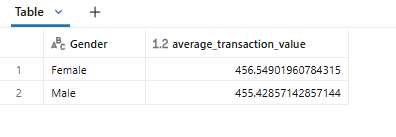 Table
ABC Gender 1.2 average_transaction_value
1 Female 456.54901960784315
2 Male 455.42857142857144